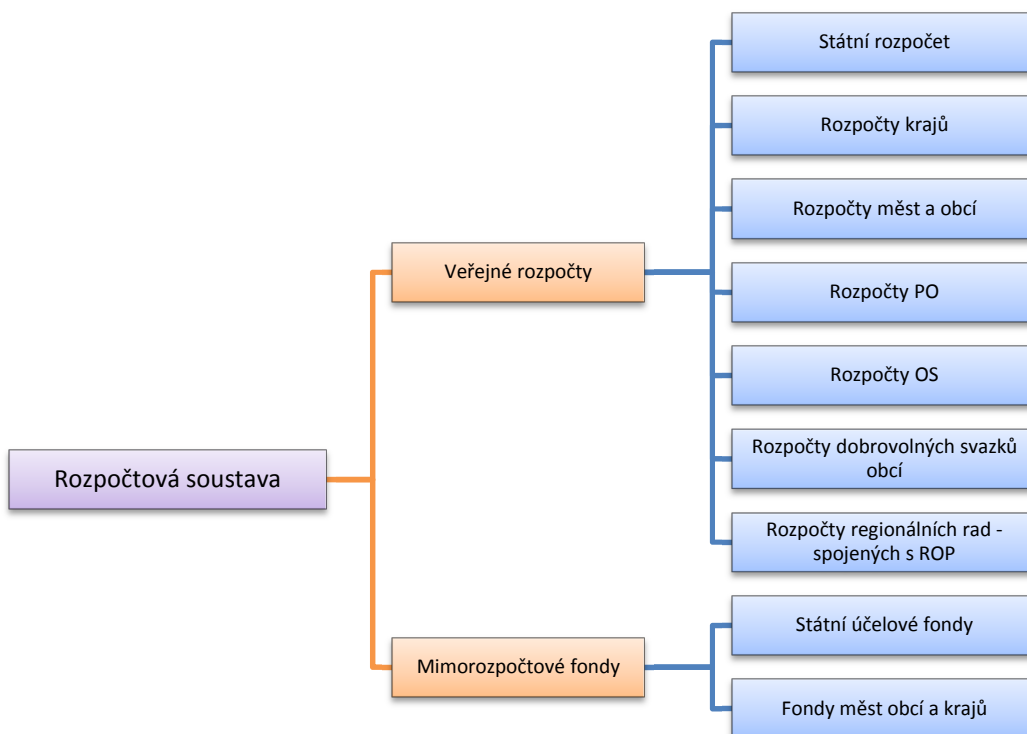 Rozpočtová soustava
Veřejné rozpočty
Státní rozpočet
Rozpočty krajů
Rozpočty měst a obcí
Rozpočty PO
Rozpočty OS
Rozpočty dobrovolných svazků
obcí
Rozpočty regionálních rad -
spojených s ROP
Mimorozpočtové fondy
Státní účelové fondy
Fondy měst obcí a krajů